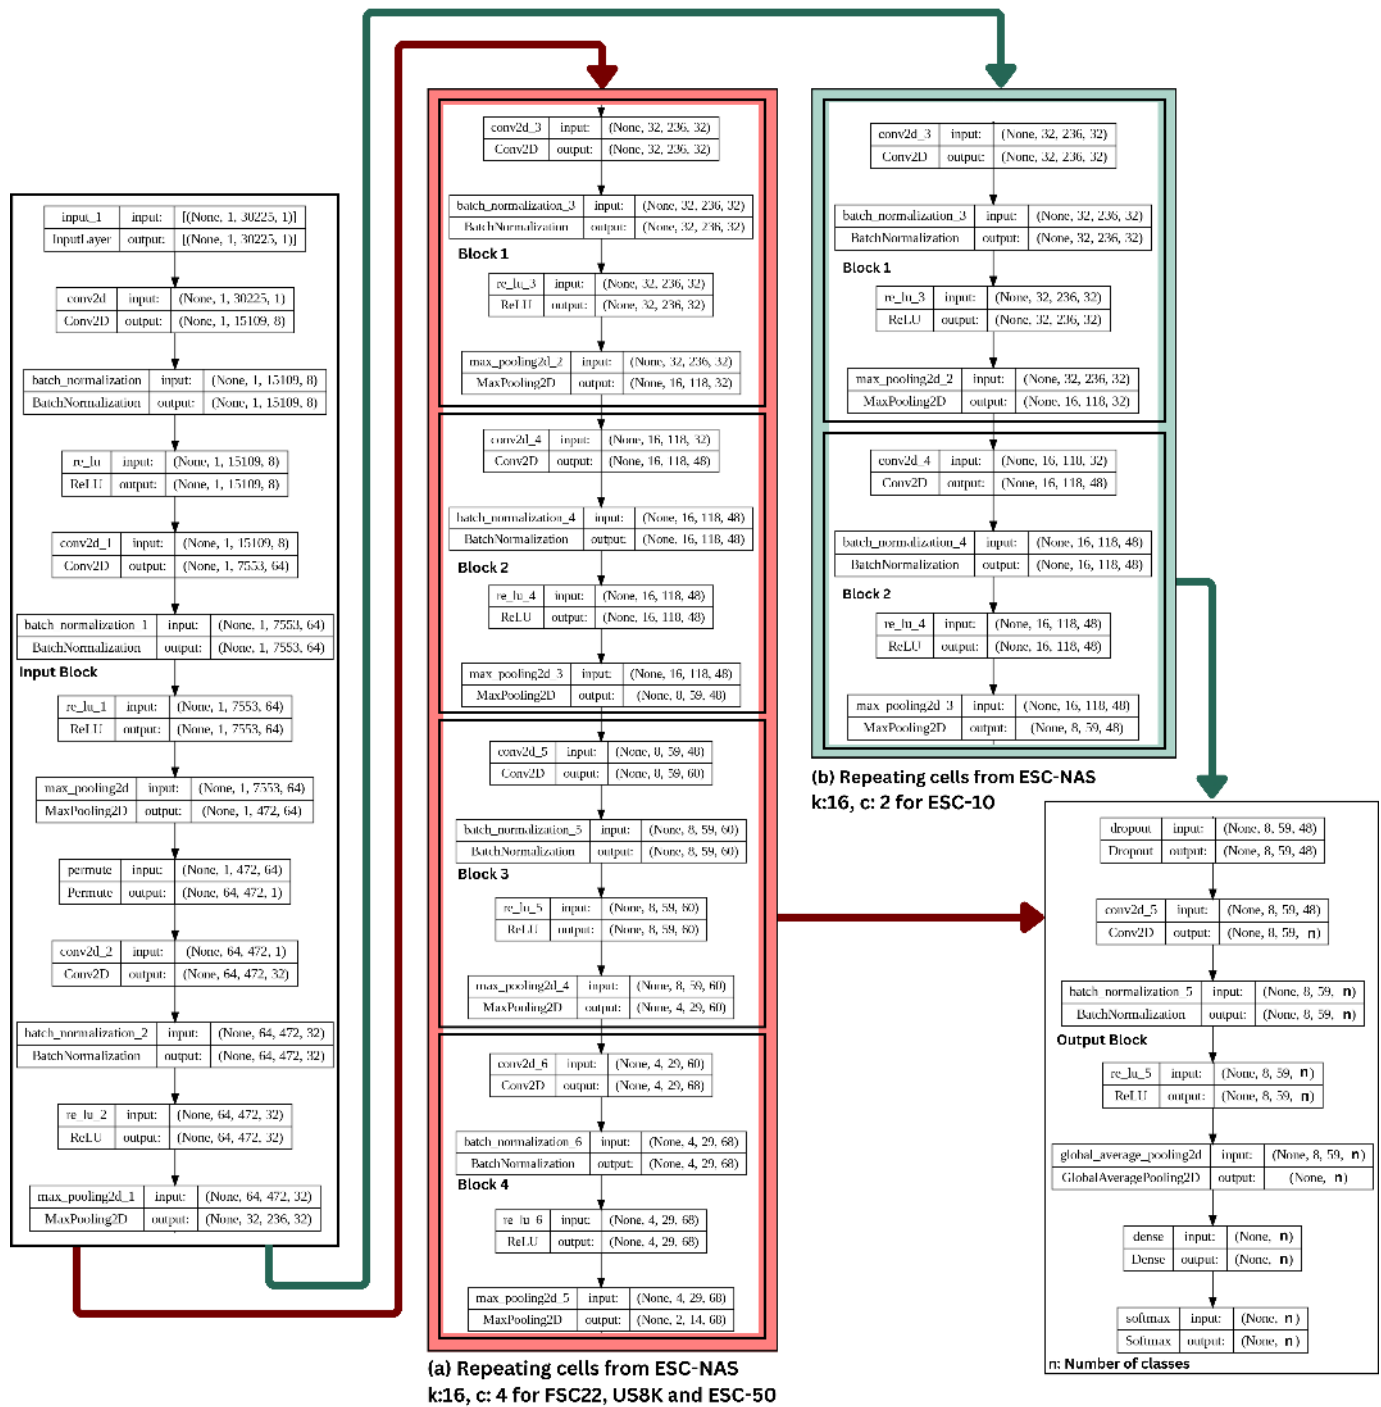 input_1 input: [(None, 1, 30225, 1)]
InputLayer output: [(None, 1, 30225, 1)]
conv2d input: (None, 1, 30225, 1)
Conv2D output: (None, 1, 15109, 8)
batch_normalization input: (None, 1, 15109, 8)
BatchNormalization output: (None, 1, 15109, 8)
re_lu input: (None, 1, 15109, 8)
ReLU output: (None, 1, 15109, 8)
conv2d_1 input: (None, 1, 15109, 8)
Conv2D output: (None, 1, 7553, 64)
batch_normalization_1 input: (None, 1, 7553, 64)
BatchNormalization output: (None, 1, 7553, 64)
Input Block
re_lu_1 input: (None, 1, 7553, 64)
ReLU output: (None, 1, 7553, 64)
max_pooling2d input: (None, 1, 7553, 64)
MaxPooling2D output: (None, 1, 472, 64)
permute input: (None, 1, 472, 64)
Permute output: (None, 64, 472, 1)
conv2d_2 input: (None, 64, 472, 1)
Conv2D output: (None, 64, 472, 32)
batch_normalization_2 input: (None, 64, 472, 32)
BatchNormalization output: (None, 64, 472, 32)
re_lu_2 input: (None, 64, 472, 32)
ReLU output: (None, 64, 472, 32)
max_pooling2d_1 input: (None, 64, 472, 32)
MaxPooling2D output: (None, 32, 236, 32)
conv2d_3 input: (None, 32, 236, 32)
Conv2D output: (None, 32, 236, 32)
batch_normalization_3 input: (None, 32, 236, 32)
BatchNormalization output: (None, 32, 236, 32)
Block 1
re_lu_3 input: (None, 32, 236, 32)
ReLU output: (None, 32, 236, 32)
max_pooling2d_2 input: (None, 32, 236, 32)
MaxPooling2D output: (None, 16, 118, 32)
conv2d_4 input: (None, 16, 118, 32)
Conv2D output: (None, 16, 118, 48)
batch_normalization_4 input: (None, 16, 118, 48)
BatchNormalization output: (None, 16, 118, 48)
Block 2
re_lu_4 input: (None, 16, 118, 48)
ReLU output: (None, 16, 118, 48)
max_pooling2d_3 input: (None, 16, 118, 48)
MaxPooling2D output: (None, 8, 59, 48)
conv2d_5 input: (None, 8, 59, 48)
Conv2D output: (None, 8, 59, 60)
batch_normalization_5 input: (None, 8, 59, 60)
BatchNormalization output: (None, 8, 59, 60)
Block 3
re_lu_5 input: (None, 8, 59, 60)
ReLU output: (None, 8, 59, 60)
max_pooling2d_4 input: (None, 8, 59, 60)
MaxPooling2D output: (None, 4, 29, 60)
conv2d_6 input: (None, 4, 29, 60)
Conv2D output: (None, 4, 29, 68)
batch_normalization_6 input: (None, 4, 29, 68)
BatchNormalization output: (None, 4, 29, 68)
Block 4
re_lu_6 input: (None, 4, 29, 68)
ReLU output: (None, 4, 29, 68)
max_pooling2d_5 input: (None, 4, 29, 68)
MaxPooling2D output: (None, 2, 14, 68)
(a) Repeating cells from ESC-NAS
k:16, c: 4 for FSC22, US8K and ESC-50
conv2d_3 input: (None, 32, 236, 32)
Conv2D output: (None, 32, 236, 32)
batch_normalization_3 input: (None, 32, 236, 32)
BatchNormalization output: (None, 32, 236, 32)
Block 1
re_lu_3 input: (None, 32, 236, 32)
ReLU output: (None, 32, 236, 32)
max_pooling2d_2 input: (None, 32, 236, 32)
MaxPooling2D output: (None, 16, 118, 32)
conv2d_4 input: (None, 16, 118, 32)
Conv2D output: (None, 16, 118, 48)
batch_normalization_4 input: (None, 16, 118, 48)
BatchNormalization output: (None, 16, 118, 48)
Block 2
re_lu_4 input: (None, 16, 118, 48)
ReLU output: (None, 16, 118, 48)
max_pooling2d_3 input: (None, 16, 118, 48)
MaxPooling2D output: (None, 8, 59, 48)
(b) Repeating cells from ESC-NAS
k:16, c: 2 for ESC-10
dropout input: (None, 8, 59, 48)
Dropout output: (None, 8, 59, 48)
conv2d_5 input: (None, 8, 59, 48)
Conv2D output: (None, 8, 59, n)
batch_normalization_5 input: (None, 8, 59, n)
BatchNormalization output: (None, 8, 59, n)
Output Block
re_lu_5 input: (None, 8, 59, n)
ReLU output: (None, 8, 59, n)
global_average_pooling2d input: (None, 8, 59, n)
GlobalAveragePooling2D output: (None, n)
dense input: (None, n)
Dense output: (None, n)
softmax input: (None, n)
Softmax output: (None, n)
n: Number of classes